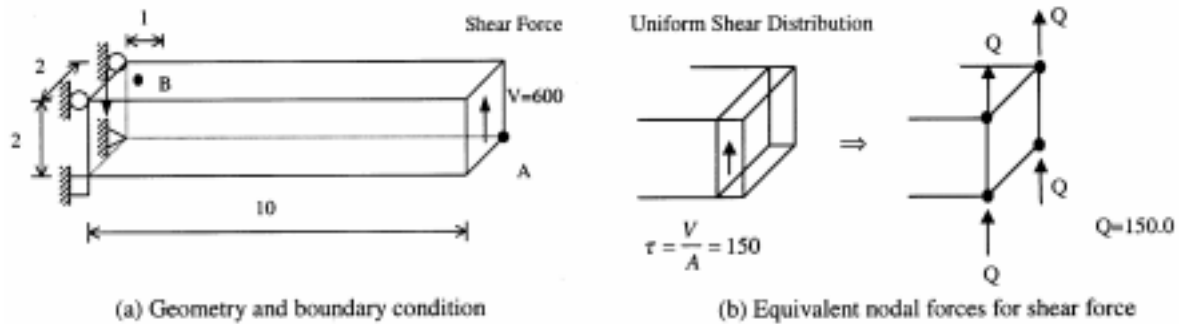 1
Shear Force
2
B
V=600
2
A
10
(a) Geometry and boundary condition
Uniform Shear Distribution
Q
Q
⇒
Q
Q
Q=150.0
τ = V/A = 150
(b) Equivalent nodal forces for shear force